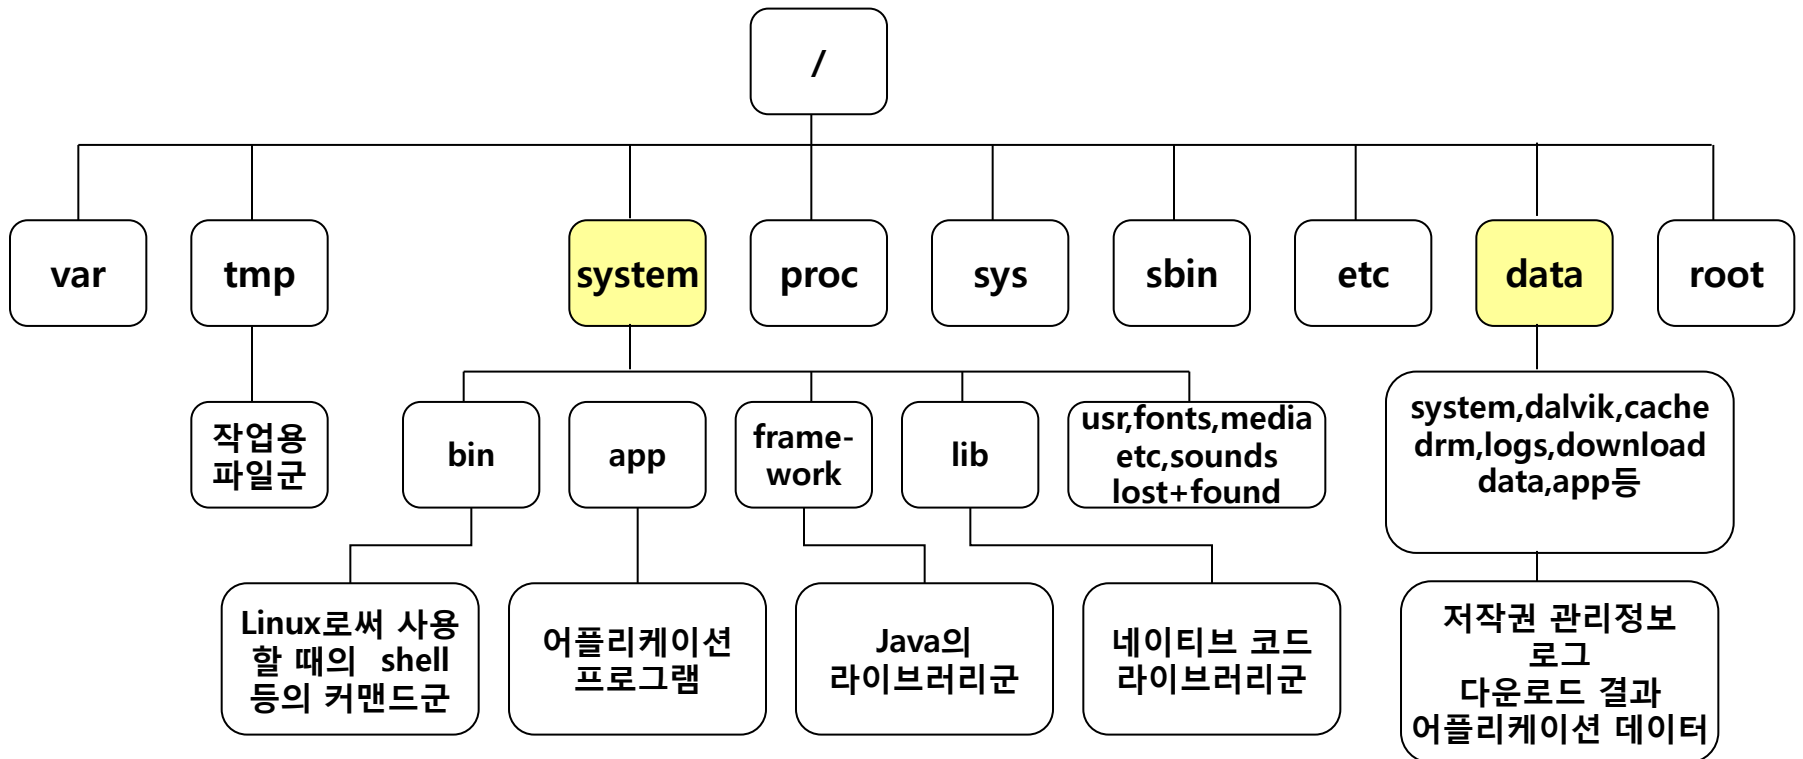 /
var
tmp
system
proc
sys
sbin
etc
data
root
작업용
파일군
bin
app
frame-
work
lib
usr,fonts,media
etc,sounds
lost+found
system,dalvik,cache
drm,logs,download
data,app등
Linux로써 사용
할 때의 shell
등의 커맨드군
어플리케이션
프로그램
Java의
라이브러리군
네이티브 코드
라이브러리군
저작권 관리정보
로그
다운로드 결과
어플리케이션 데이터